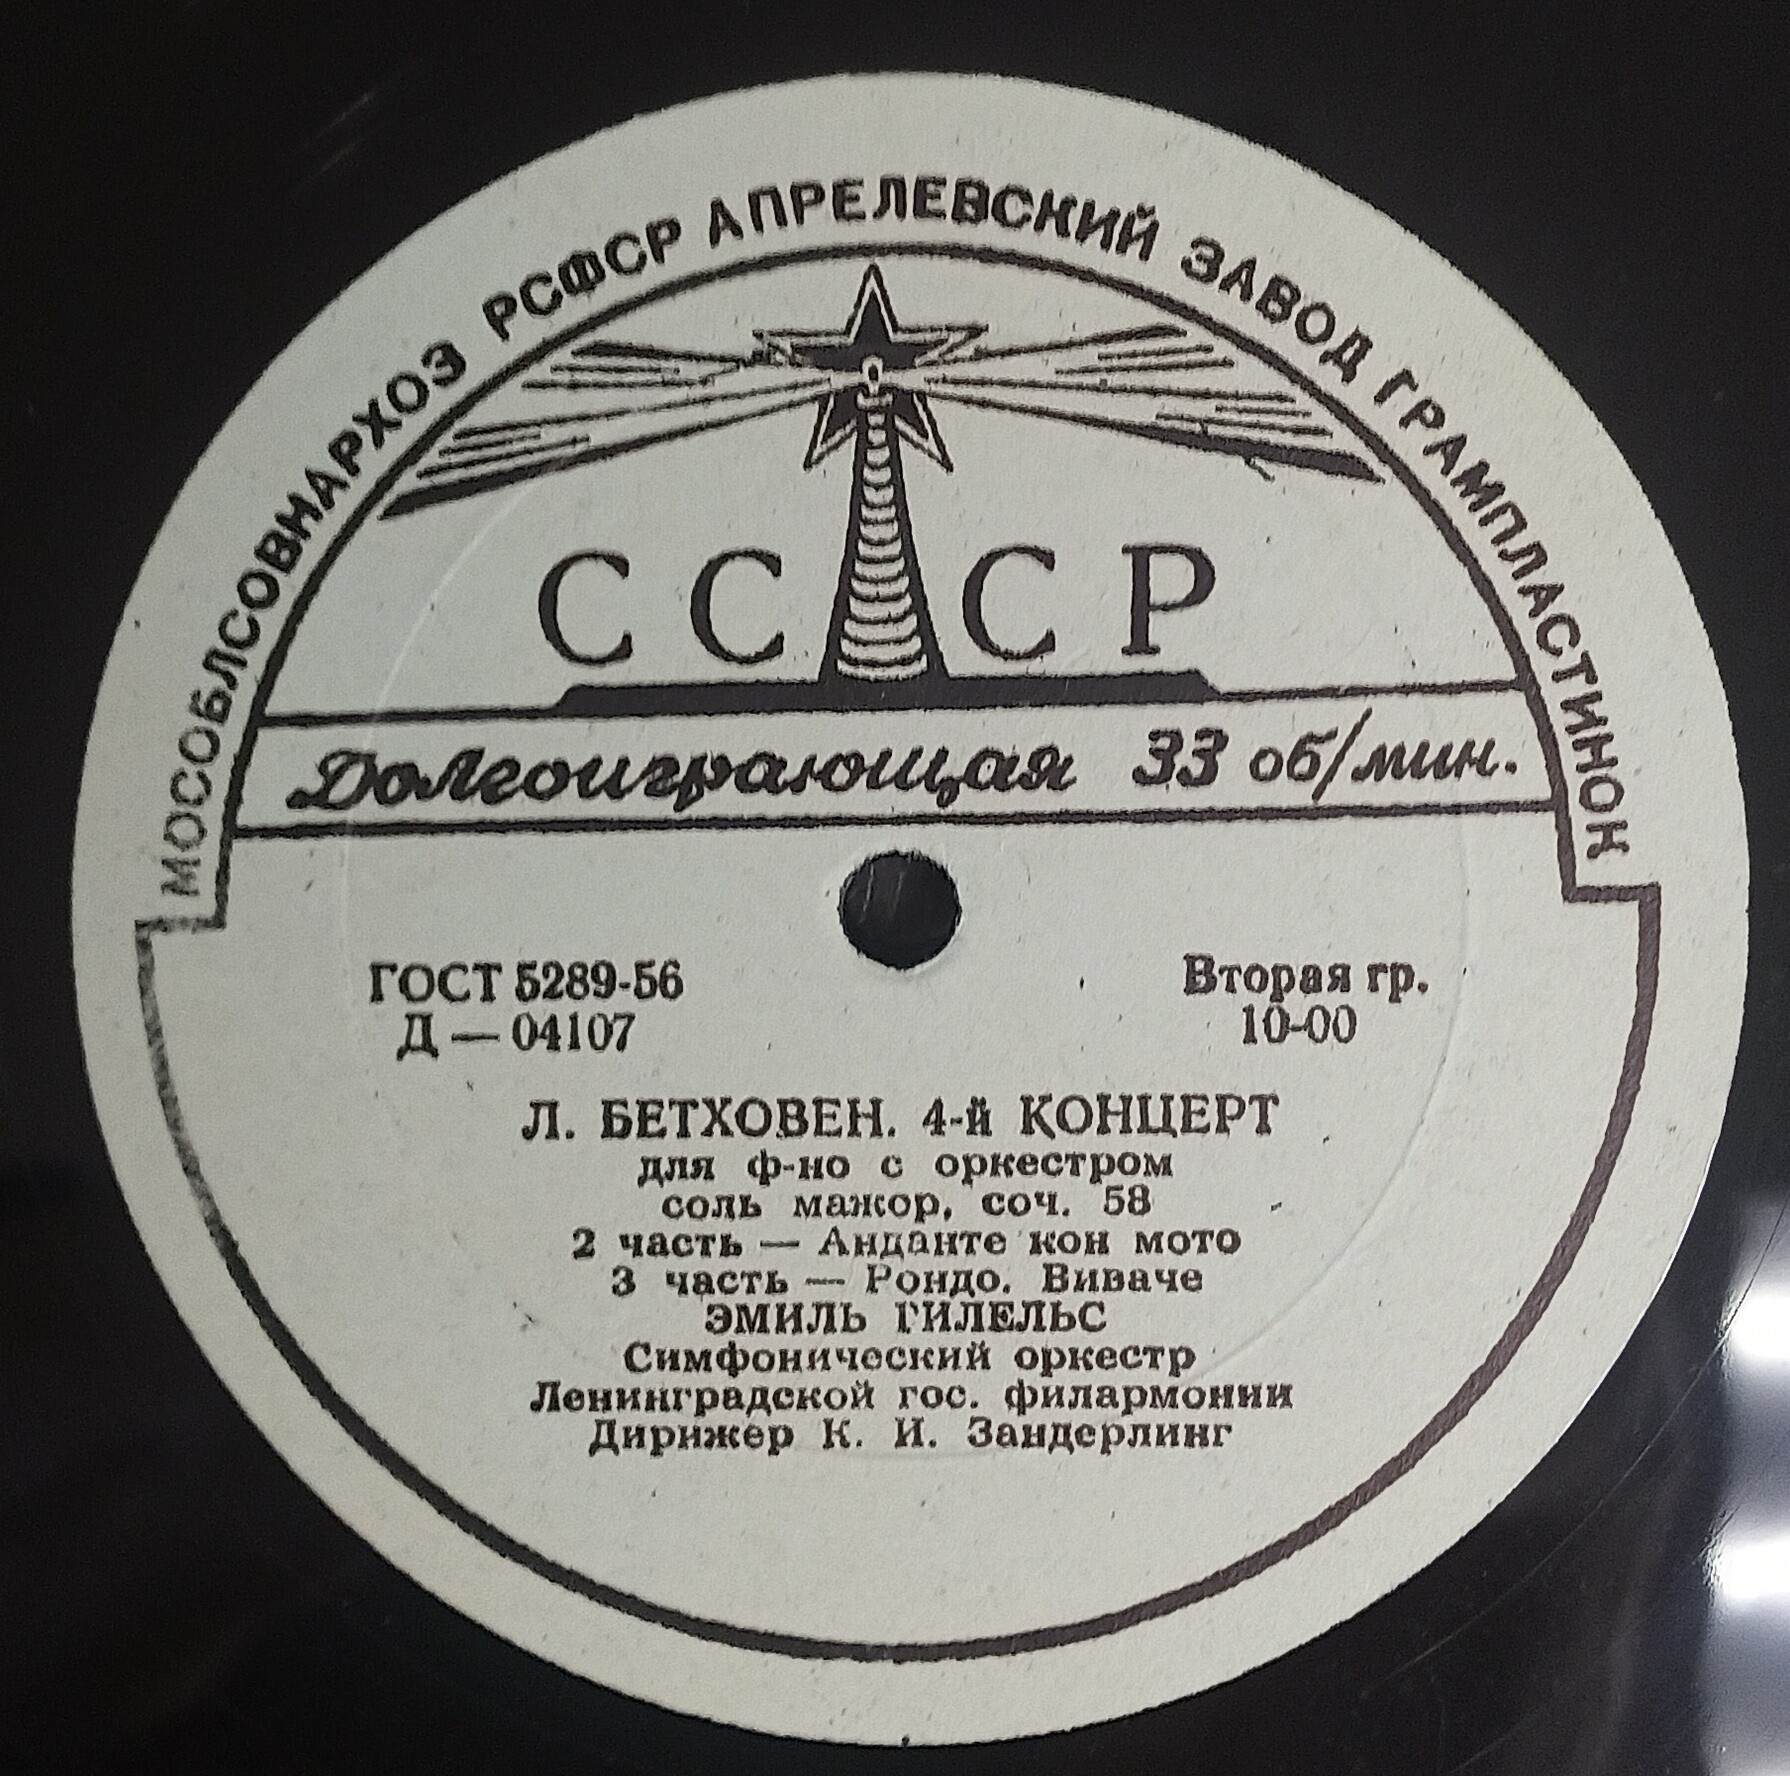 МОСОБЛСОВНАРХОЗ РСФСР АПРЕЛЕВСКИЙ ЗАВОД ГРАМПЛАСТИНОК
СССР
Долгоиграющая 33 об/мин.
ГОСТ 5289-56
Д — 04107
Вторая гр.
10-00
Л. БЕТХОВЕН. 4-й КОНЦЕРТ
для ф-но с оркестром
соль мажор, соч. 58
2 часть — Анданте кон мото
3 часть — Рондо. Виваче
ЭМИЛЬ ГИЛЕЛЬС
Симфонический оркестр
Ленинградской гос. филармонии
Дирижер К. И. Зандерлинг